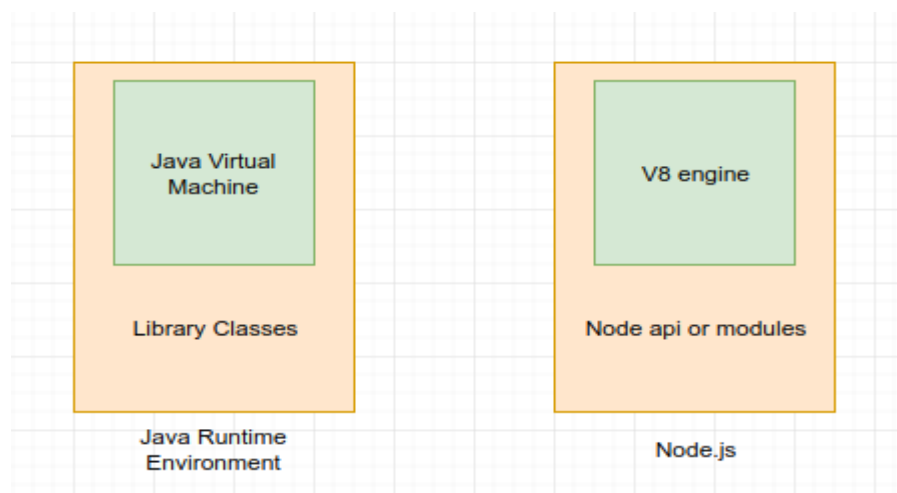 Java Virtual
Machine
Library Classes
Java Runtime
Environment
V8 engine
Node api or modules
Node.js